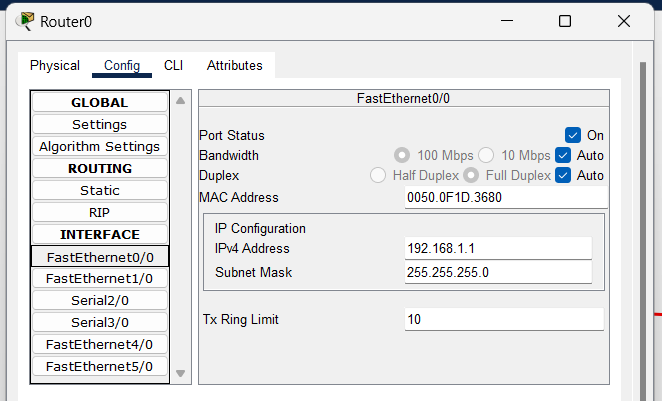 Router0
Physical Config CLI Attributes
GLOBAL
Settings
Algorithm Settings
ROUTING
Static
RIP
INTERFACE
FastEthernet0/0
FastEthernet1/0
Serial2/0
Serial3/0
FastEthernet4/0
FastEthernet5/0
FastEthernet0/0
Port Status On
Bandwidth 100 Mbps 10 Mbps Auto
Duplex Half Duplex Full Duplex Auto
MAC Address 0050.0F1D.3680
IP Configuration
IPv4 Address 192.168.1.1
Subnet Mask 255.255.255.0
Tx Ring Limit 10